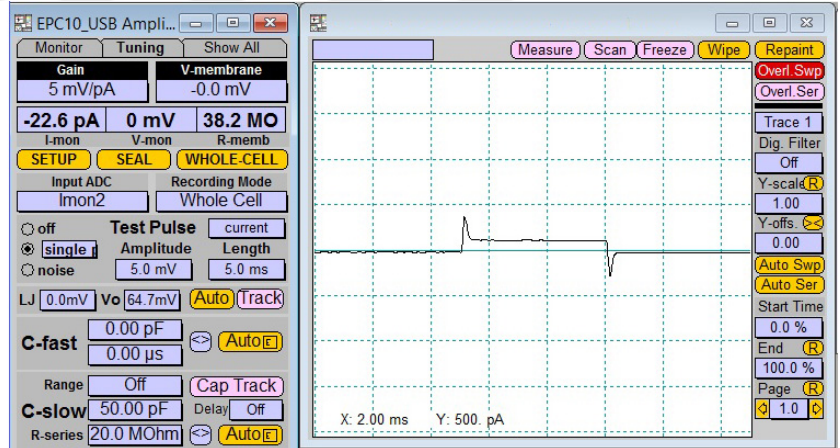 EPC10_USB Ampli...
Monitor Tuning Show All
Gain V-membrane
5 mV/pA -0.0 mV
-22.6 pA 0 mV 38.2 MO
I-mon V-mon R-memb
SETUP SEAL WHOLE-CELL
Input ADC Recording Mode
Imon2 Whole Cell
off Test Pulse current
single p Amplitude Length
noise 5.0 mV 5.0 ms
LJ 0.0mV Vo 64.7mV Auto Track
C-fast 0.00 pF <> Auto E
0.00 µs
Range Off Cap Track
C-slow 50.00 pF Delay Off
R-series 20.0 MOhm <> Auto E
Measure Scan Freeze Wipe Repaint
Overl.Swp
Overl.Ser
Trace 1
Dig. Filter
Off
Y-scale R
1.00
Y-offs. ><
0.00
Auto Swp
Auto Ser
Start Time
0.0 %
End R
100.0 %
Page R
1.0
X: 2.00 ms Y: 500. pA